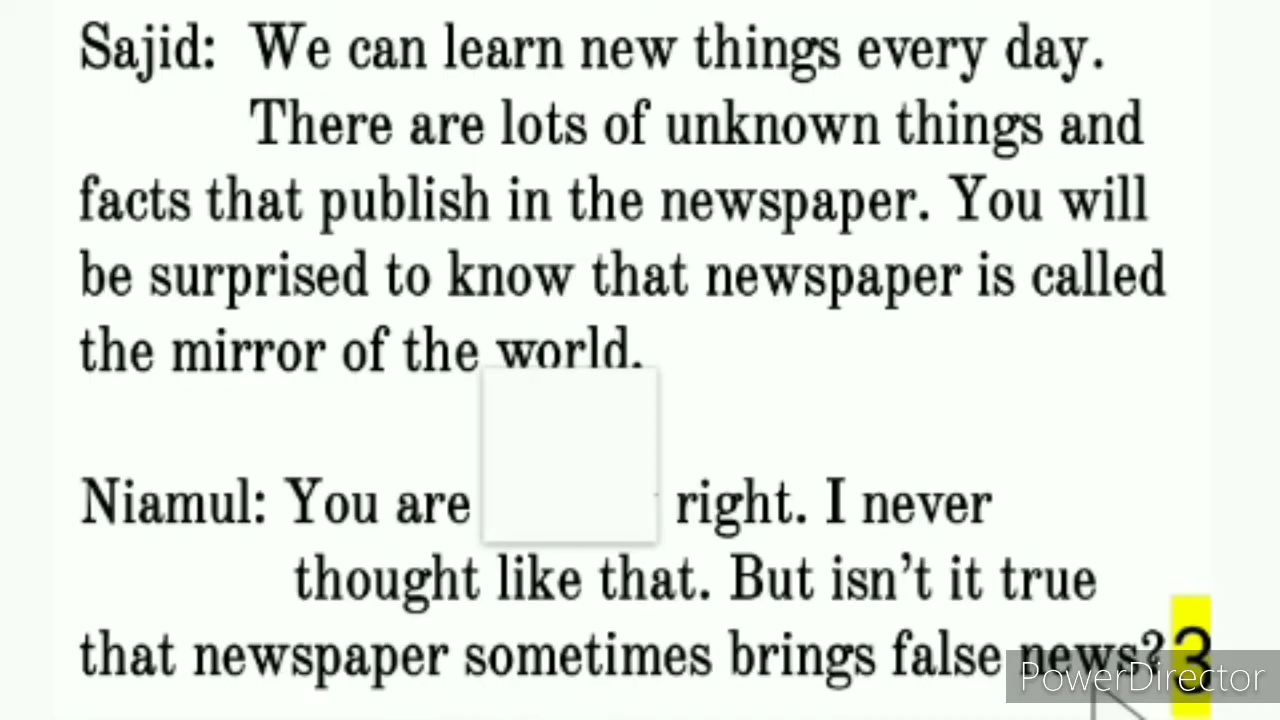 Sajid: We can learn new things every day.
There are lots of unknown things and
facts that publish in the newspaper. You will
be surprised to know that newspaper is called
the mirror of the world.
Niamul: You are right. I never
thought like that. But isn't it true
that newspaper sometimes brings false news? 3
PowerDirector